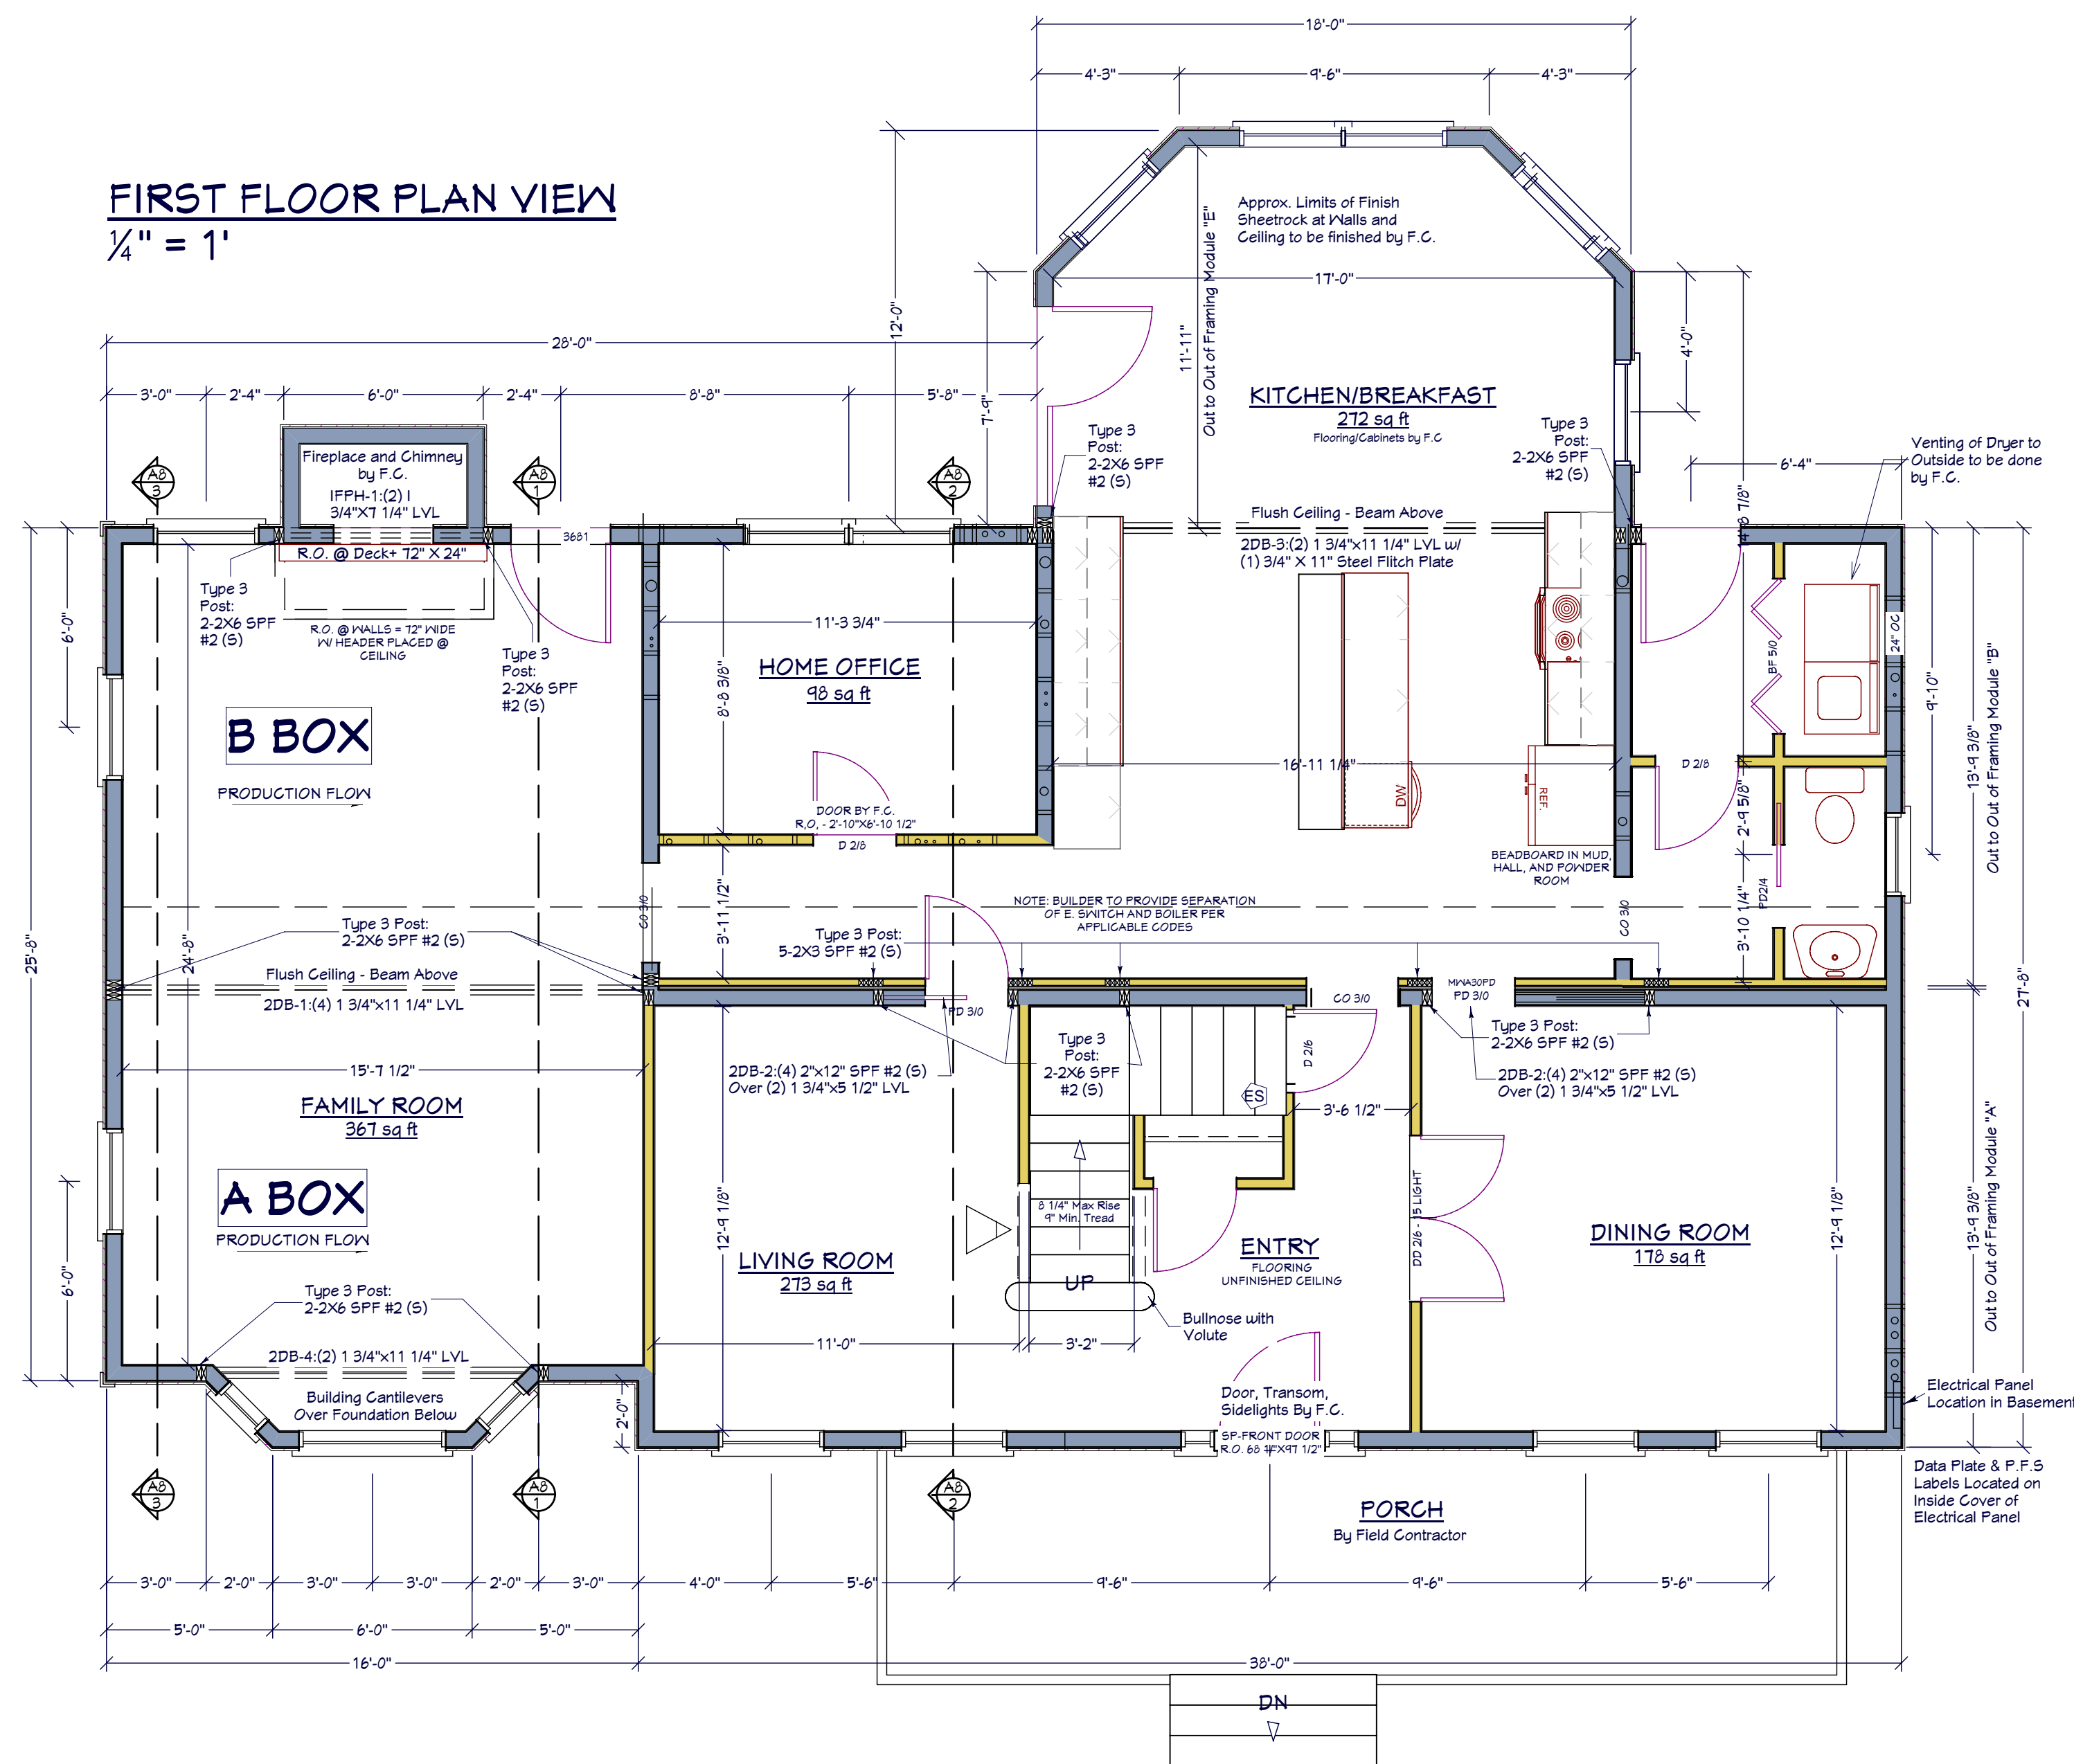 FIRST FLOOR PLAN VIEW
1/4" = 1'
18'-0"
4'-3"
9'-6"
4'-3"
Approx. Limits of Finish
Sheetrock at Walls and
Ceiling to be finished by F.C.
17'-0"
12'-0"
7'-9"
11'-11"
Out to Out of Framing Module "E"
4'-0"
14'-8 7/8"
28'-0"
3'-0"
2'-4"
6'-0"
2'-4"
8'-8"
5'-8"
KITCHEN/BREAKFAST
272 sq ft
Flooring/Cabinets by F.C
Type 3
Post:
2-2X6 SPF
#2 (S)
Type 3
Post:
2-2X6 SPF
#2 (S)
6'-4"
Venting of Dryer to
Outside to be done
by F.C.
Fireplace and Chimney
by F.C.
IFPH-1:(2) 1
3/4"X7 1/4" LVL
A8
3
A8
1
A8
2
3681
R.O. @ Deck+ 72" X 24"
Flush Ceiling - Beam Above
2DB-3:(2) 1 3/4"x11 1/4" LVL w/
(1) 3/4" X 11" Steel Flitch Plate
Type 3
Post:
2-2X6 SPF
#2 (S)
R.O. @ WALLS = 72" WIDE
W/ HEADER PLACED @
CEILING
Type 3
Post:
2-2X6 SPF
#2 (S)
6'-0"
11'-3 3/4"
HOME OFFICE
98 sq ft
8'-8 3/8"
BF 5/0
24" OC
9'-10"
13'-9 3/8"
Out to Out of Framing Module "B"
B BOX
PRODUCTION FLOW
16'-11 1/4"
DW
REF.
D 2/8
DOOR BY F.C.
R.O. - 2'-10"X6'-10 1/2"
D 2/8
2'-9 5/8"
BEADBOARD IN MUD,
HALL, AND POWDER
ROOM
PD2/4
3'-11 1/2"
CO 3/0
NOTE: BUILDER TO PROVIDE SEPARATION
OF E. SWITCH AND BOILER PER
APPLICABLE CODES
CO 3/0
3'-10 1/4"
25'-8"
24'-8"
27'-8"
Type 3 Post:
2-2X6 SPF #2 (S)
Type 3 Post:
5-2X3 SPF #2 (S)
Flush Ceiling - Beam Above
2DB-1:(4) 1 3/4"x11 1/4" LVL
PD 3/0
CO 3/0
MWA30PD
PD 3/0
Type 3
Post:
2-2X6 SPF
#2 (S)
D 2/6
Type 3 Post:
2-2X6 SPF #2 (S)
15'-7 1/2"
2DB-2:(4) 2"x12" SPF #2 (S)
Over (2) 1 3/4"x5 1/2" LVL
2DB-2:(4) 2"x12" SPF #2 (S)
Over (2) 1 3/4"x5 1/2" LVL
ES
3'-6 1/2"
FAMILY ROOM
367 sq ft
A BOX
PRODUCTION FLOW
6'-0"
12'-9 1/8"
8 1/4" Max Rise
9" Min. Tread
DD 2/6 - 15 LIGHT
12'-9 1/8"
13'-9 3/8"
Out to Out of Framing Module "A"
LIVING ROOM
273 sq ft
ENTRY
FLOORING
UNFINISHED CEILING
DINING ROOM
178 sq ft
UP
Type 3 Post:
2-2X6 SPF #2 (S)
Bullnose with
Volute
11'-0"
3'-2"
2DB-4:(2) 1 3/4"x11 1/4" LVL
Building Cantilevers
Over Foundation Below
2'-0"
Door, Transom,
Sidelights By F.C.
SP-FRONT DOOR
Electrical Panel
Location in Basement
Data Plate & P.F.S
Labels Located on
Inside Cover of
Electrical Panel
A8
3
A8
1
A8
2
PORCH
By Field Contractor
3'-0"
2'-0"
3'-0"
3'-0"
2'-0"
3'-0"
4'-0"
5'-6"
9'-6"
9'-6"
5'-6"
5'-0"
6'-0"
5'-0"
16'-0"
38'-0"
DN